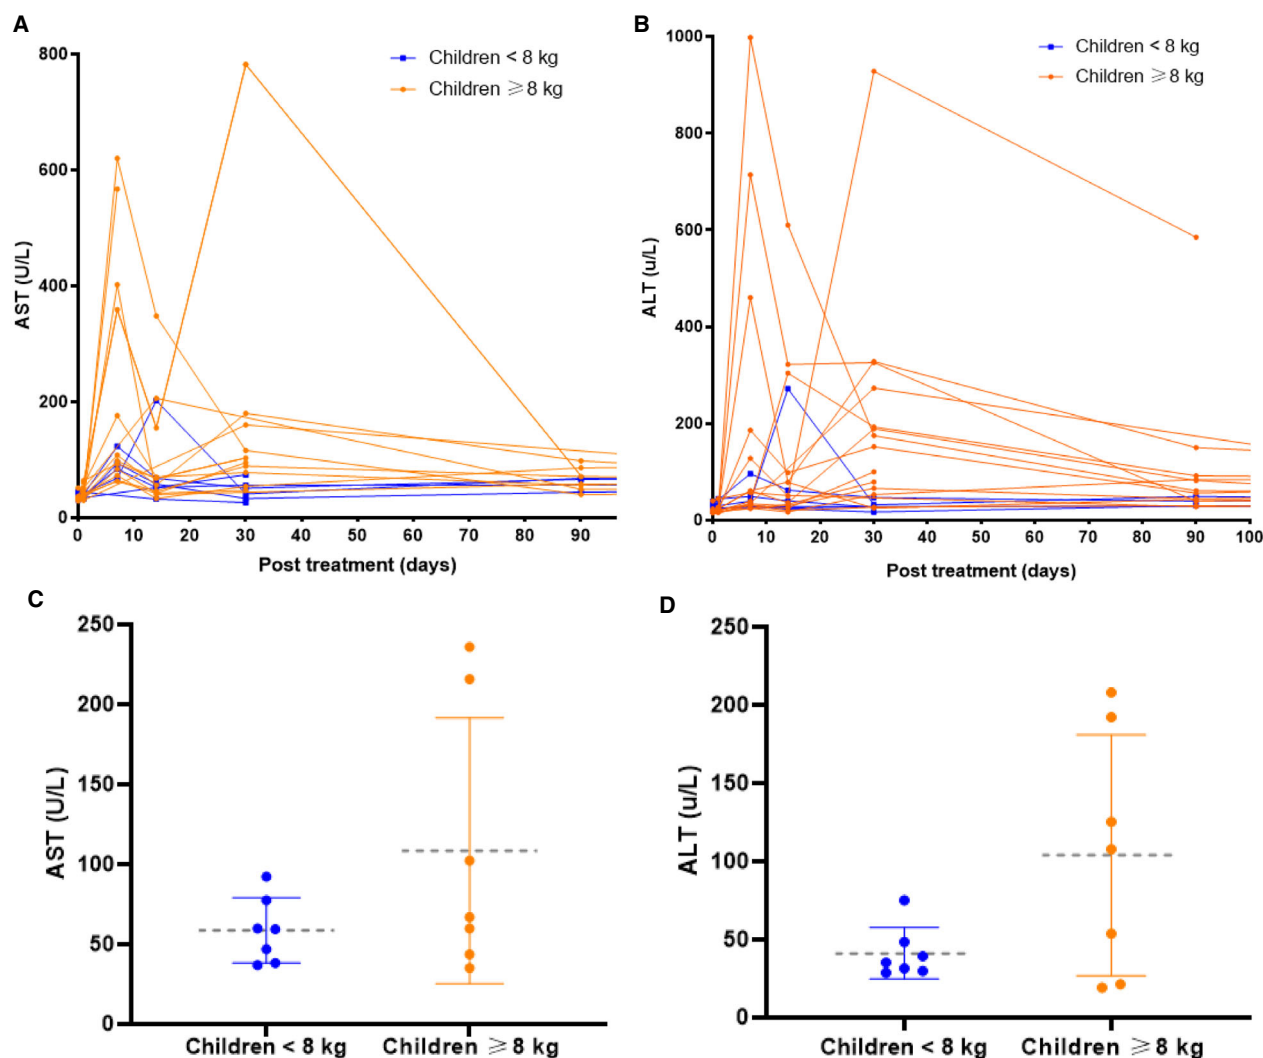 A
800
600
400
200
0
AST (U/L)
0 10 20 30 40 50 60 70 80 90
Post treatment (days)
Children < 8 kg
Children ≥ 8 kg
B
1000
800
600
400
200
0
ALT (u/L)
0 10 20 30 40 50 60 70 80 90 100
Post treatment (days)
Children < 8 kg
Children ≥ 8 kg
C
250
200
150
100
50
0
AST (U/L)
Children < 8 kg Children ≥ 8 kg
D
250
200
150
100
50
0
ALT (u/L)
Children < 8 kg Children ≥ 8 kg